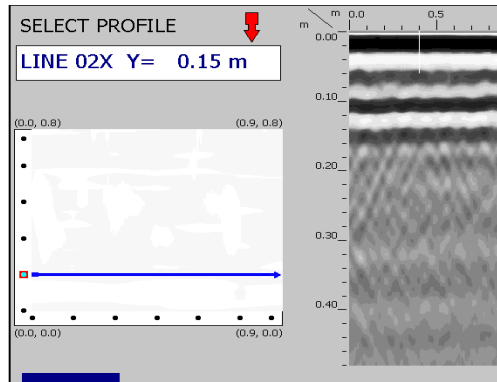 SELECT PROFILE
LINE 02X Y= 0.15 m
(0.0, 0.8) (0.9, 0.8)
(0.0, 0.0) (0.9, 0.0)
m
m 0.0 0.5
0.00
0.10
0.20
0.30
0.40